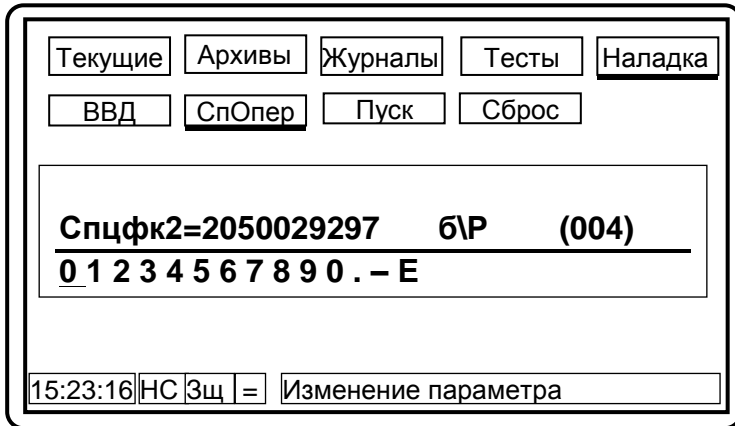 Текущие Архивы Журналы Тесты Наладка
ВВД СпОпер Пуск Сброс
Спцфк2=2050029297 б\Р (004)
0 1 2 3 4 5 6 7 8 9 0 . – Е
15:23:16 НС Зщ = Изменение параметра